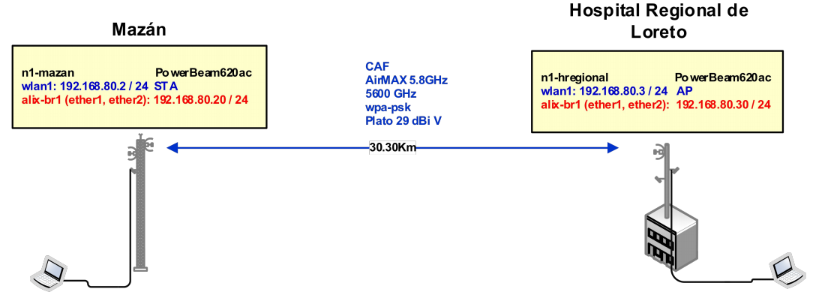 Mazán
n1-mazan PowerBeam620ac
wlan1: 192.168.80.2 / 24 STA
alix-br1 (ether1, ether2): 192.168.80.20 / 24
CAF
AirMAX 5.8GHz
5600 GHz
wpa-psk
Plato 29 dBi V
30.30Km
Hospital Regional de
Loreto
n1-hregional PowerBeam620ac
wlan1: 192.168.80.3 / 24 AP
alix-br1 (ether1, ether2): 192.168.80.30 / 24